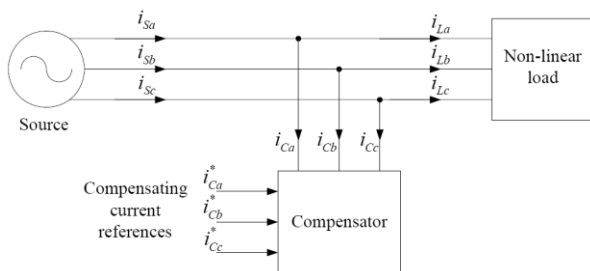 i_Sa
i_La
i_Sb
i_Lb
i_Sc
i_Lc
Non-linear
load
Source
i_Ca
i_Cb
i_Cc
Compensating
current
references
i*_Ca
i*_Cb
i*_Cc
Compensator